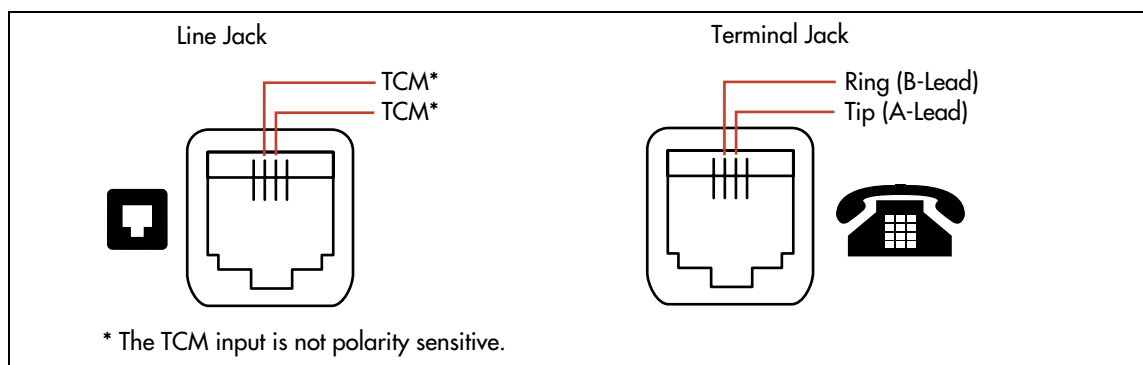 Line Jack
TCM*
TCM*
* The TCM input is not polarity sensitive.
Terminal Jack
Ring (B-Lead)
Tip (A-Lead)